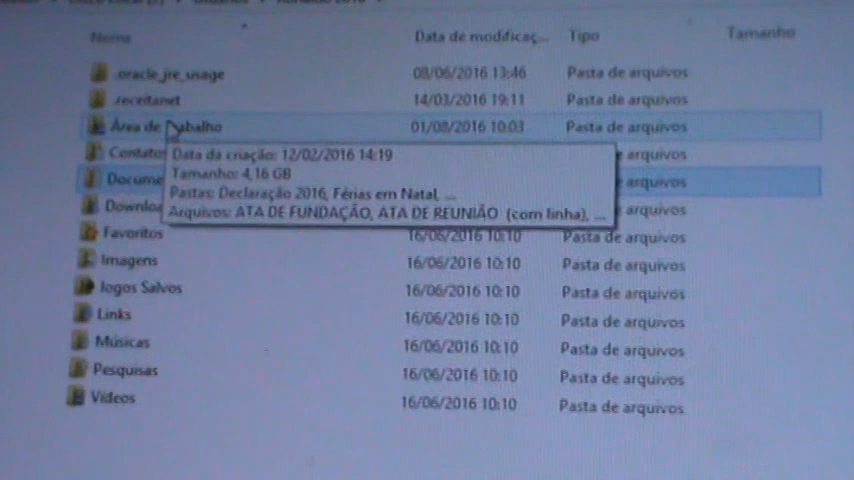 Nome Data de modificaç... Tipo Tamanho
.oracle_jre_usage 08/06/2016 13:46 Pasta de arquivos
.receitanet 14/03/2016 19:11 Pasta de arquivos
Área de Trabalho 01/08/2016 10:03 Pasta de arquivos
Contatos e arquivos
Data da criação: 12/02/2016 14:19
Tamanho: 4,16 GB
Pastas: Declaração 2016, Férias em Natal, ...
Arquivos: ATA DE FUNDAÇÃO, ATA DE REUNIÃO (com linha), ...
Docume e arquivos
Downloa arquivos
Favoritos 16/06/2016 10:10 Pasta de arquivos
Imagens 16/06/2016 10:10 Pasta de arquivos
Jogos Salvos 16/06/2016 10:10 Pasta de arquivos
Links 16/06/2016 10:10 Pasta de arquivos
Músicas 16/06/2016 10:10 Pasta de arquivos
Pesquisas 16/06/2016 10:10 Pasta de arquivos
Vídeos 16/06/2016 10:10 Pasta de arquivos